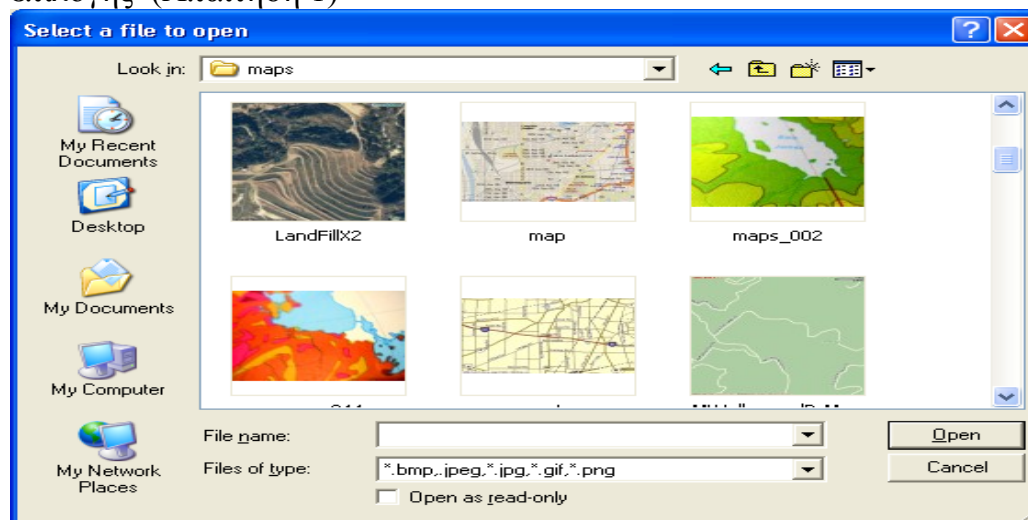 Select a file to open
Look in:
maps
My Recent
Documents
Desktop
My Documents
My Computer
My Network
Places
LandFillX2
map
maps_002
File name:
Open
Files of type:
*.bmp,.jpeg,*.jpg,*.gif,*.png
Cancel
Open as read-only